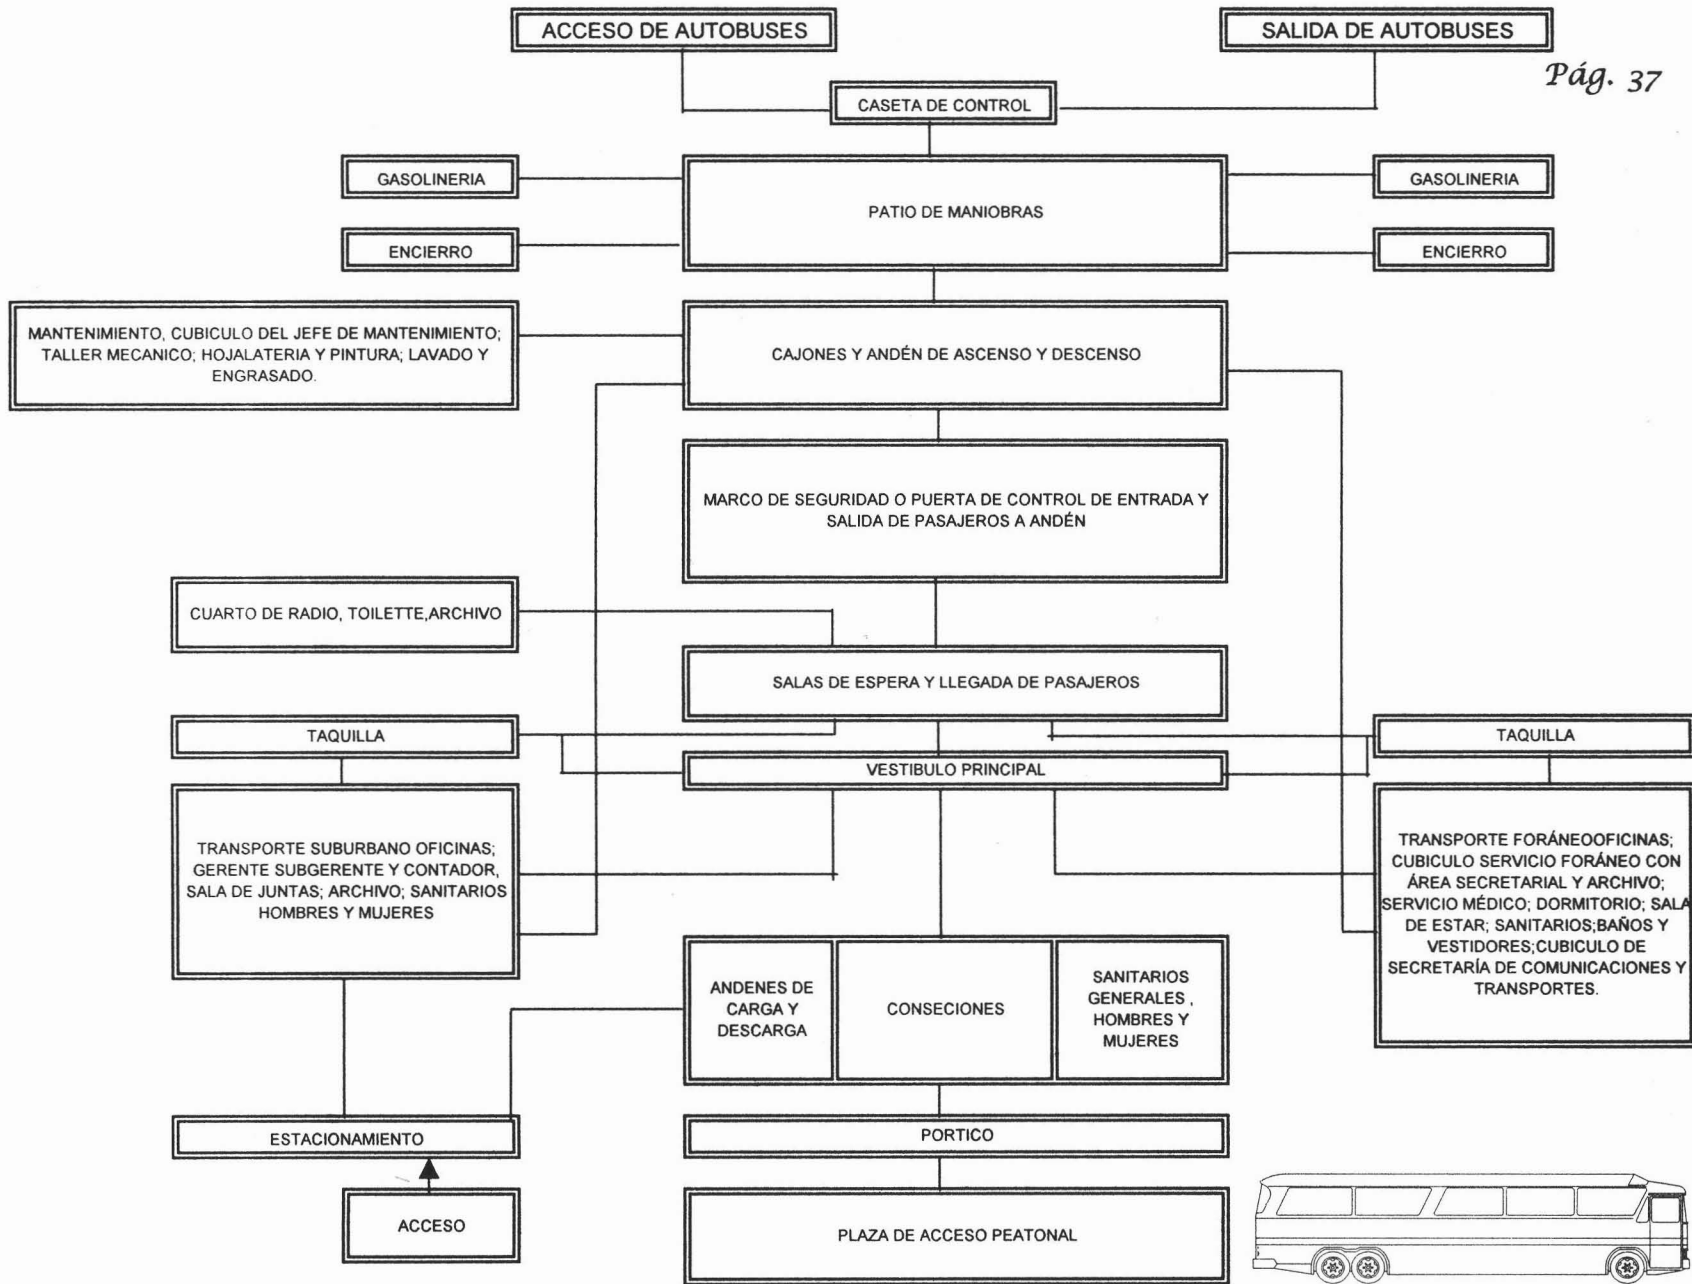 ACCESO DE AUTOBUSES
SALIDA DE AUTOBUSES
Pág. 37
CASETA DE CONTROL
GASOLINERIA
PATIO DE MANIOBRAS
GASOLINERIA
ENCIERRO
ENCIERRO
MANTENIMIENTO, CUBICULO DEL JEFE DE MANTENIMIENTO;
TALLER MECANICO; HOJALATERIA Y PINTURA; LAVADO Y
ENGRASADO.
CAJONES Y ANDÉN DE ASCENSO Y DESCENSO
MARCO DE SEGURIDAD O PUERTA DE CONTROL DE ENTRADA Y
SALIDA DE PASAJEROS A ANDÉN
CUARTO DE RADIO, TOILETTE,ARCHIVO
SALAS DE ESPERA Y LLEGADA DE PASAJEROS
TAQUILLA
TAQUILLA
VESTIBULO PRINCIPAL
TRANSPORTE SUBURBANO OFICINAS;
GERENTE SUBGERENTE Y CONTADOR,
SALA DE JUNTAS; ARCHIVO; SANITARIOS
HOMBRES Y MUJERES
TRANSPORTE FORÁNEOOFICINAS;
CUBICULO SERVICIO FORÁNEO CON
ÁREA SECRETARIAL Y ARCHIVO;
SERVICIO MÉDICO; DORMITORIO; SALA
DE ESTAR; SANITARIOS;BAÑOS Y
VESTIDORES;CUBICULO DE
SECRETARÍA DE COMUNICACIONES Y
TRANSPORTES.
ANDENES DE
CARGA Y
DESCARGA
CONSECIONES
SANITARIOS
GENERALES ,
HOMBRES Y
MUJERES
ESTACIONAMIENTO
PORTICO
ACCESO
PLAZA DE ACCESO PEATONAL